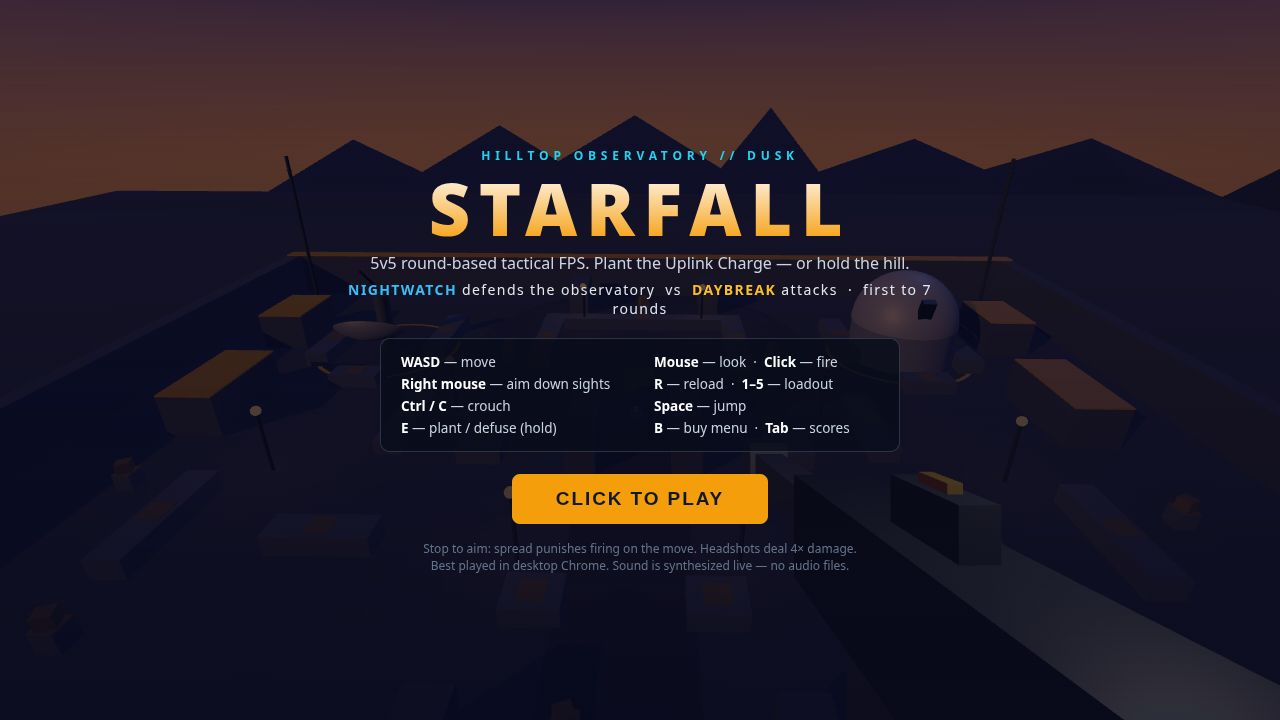 HILLTOP OBSERVATORY // DUSK
STARFALL
5v5 round-based tactical FPS. Plant the Uplink Charge — or hold the hill.
NIGHTWATCH defends the observatory vs DAYBREAK attacks · first to 7
rounds
WASD — move
Mouse — look · Click — fire
Right mouse — aim down sights
R — reload · 1–5 — loadout
Ctrl / C — crouch
Space — jump
E — plant / defuse (hold)
B — buy menu · Tab — scores
CLICK TO PLAY
Stop to aim: spread punishes firing on the move. Headshots deal 4× damage.
Best played in desktop Chrome. Sound is synthesized live — no audio files.